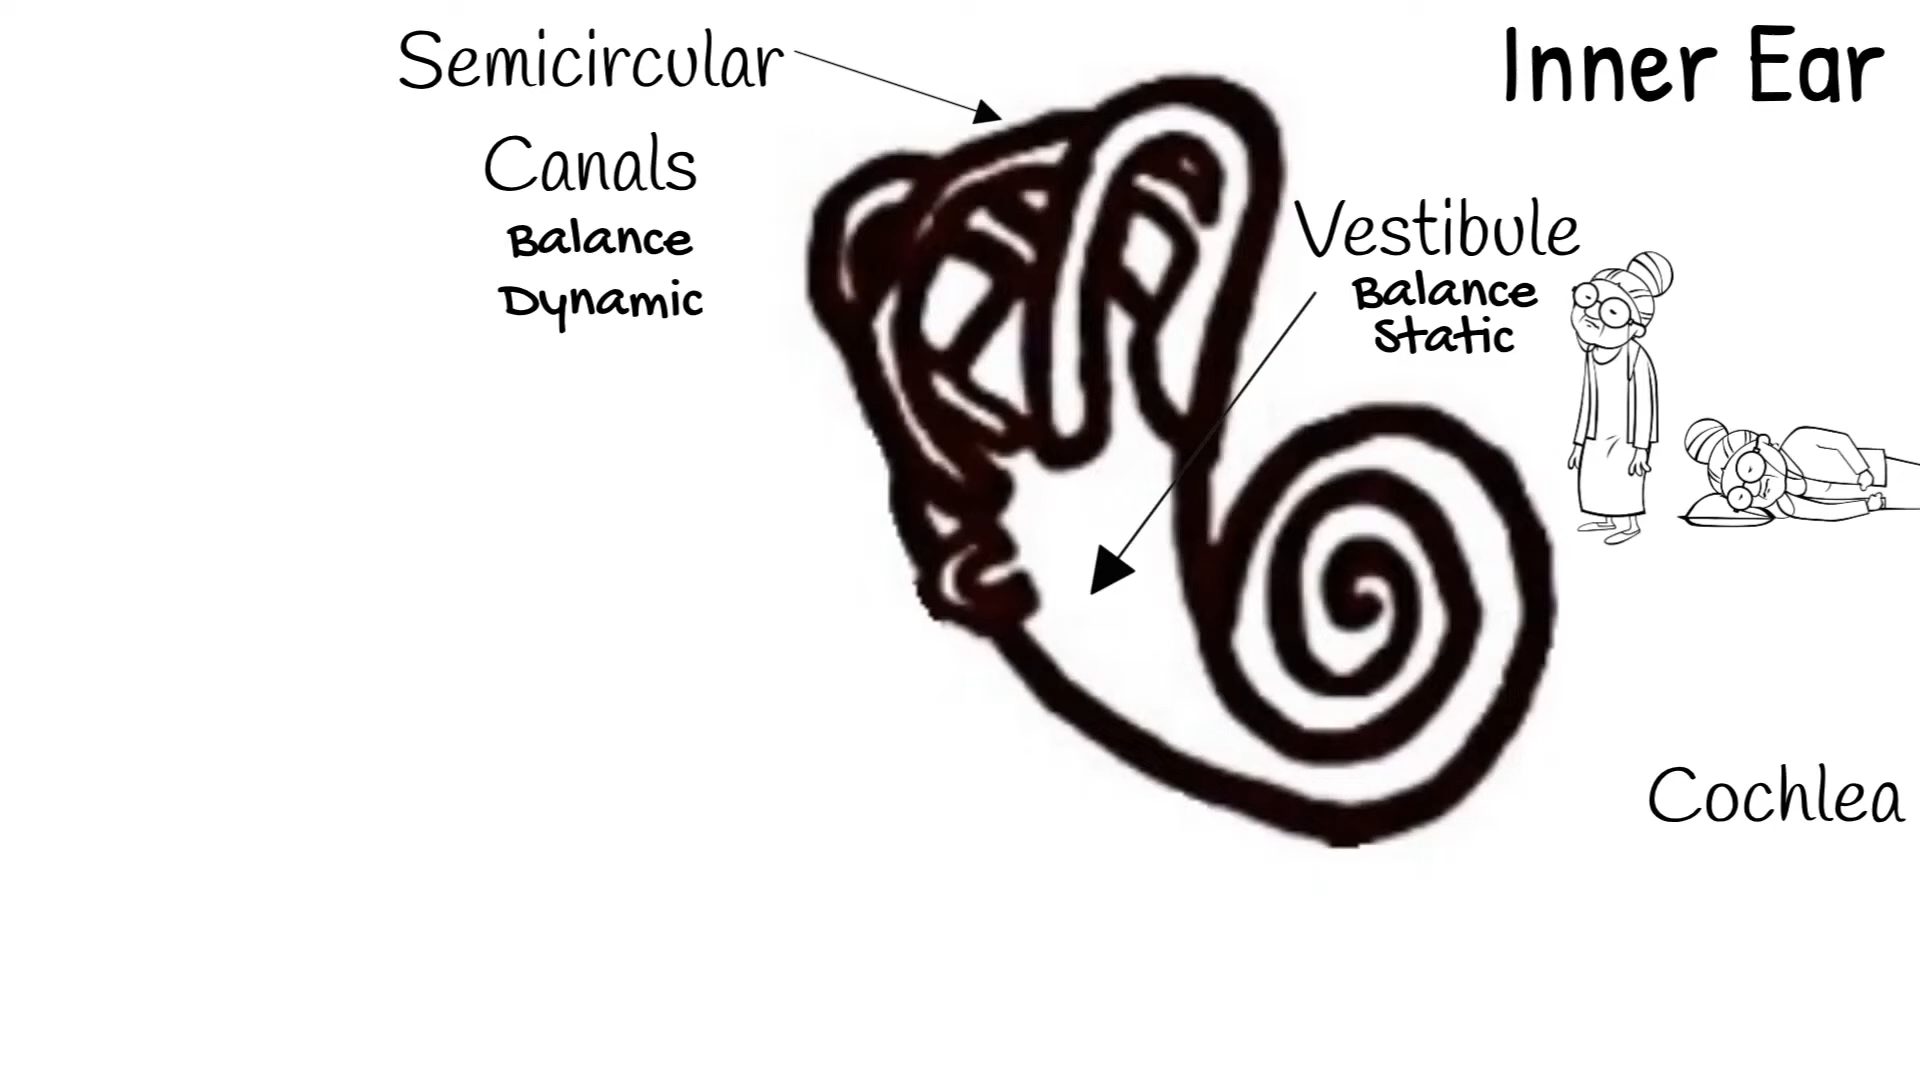 Inner Ear
Semicircular
Canals
Balance
Dynamic
Vestibule
Balance
Static
Cochlea